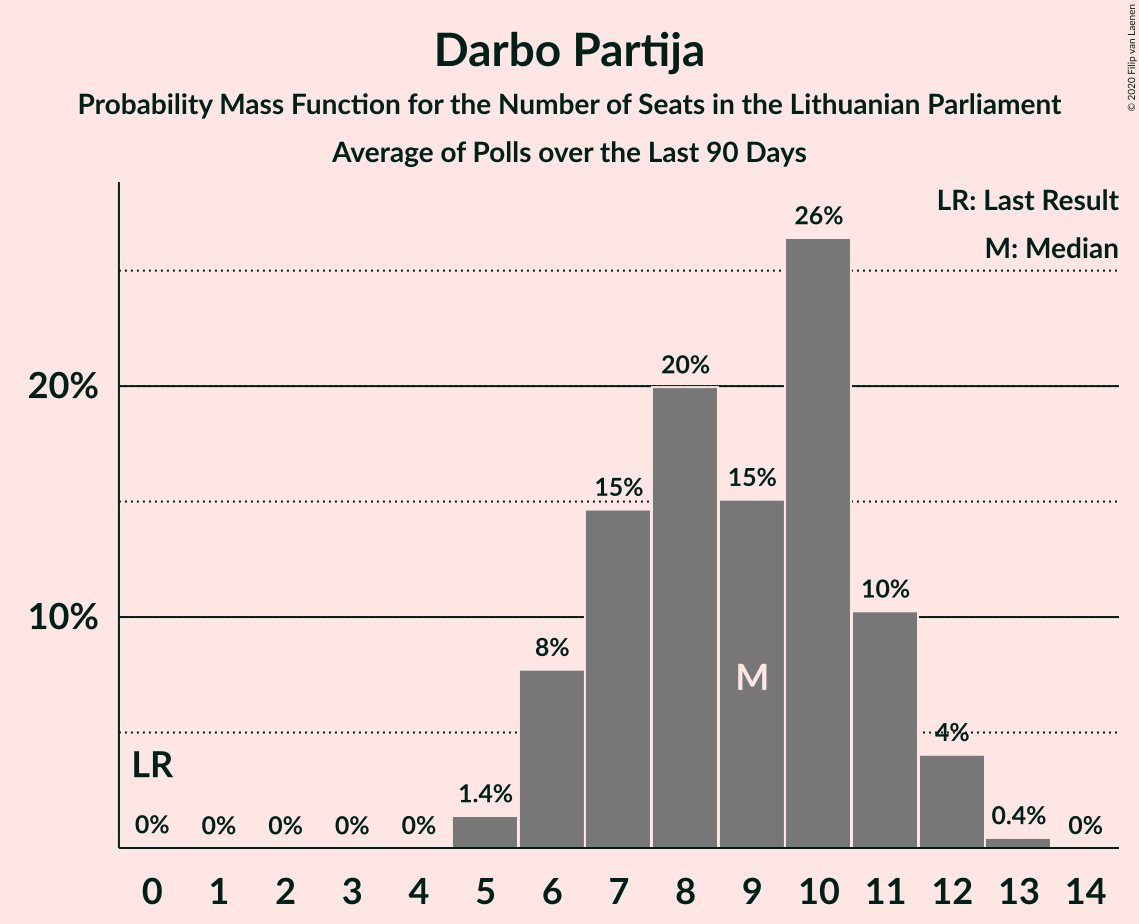 Darbo Partija
Probability Mass Function for the Number of Seats in the Lithuanian Parliament
Average of Polls over the Last 90 Days
© 2020 Filip van Laenen
LR: Last Result
M: Median
26%
20%
20%
15%
15%
10%
10%
8%
M
4%
LR
1.4%
0.4%
0% 0% 0% 0% 0% 0%
0 1 2 3 4 5 6 7 8 9 10 11 12 13 14